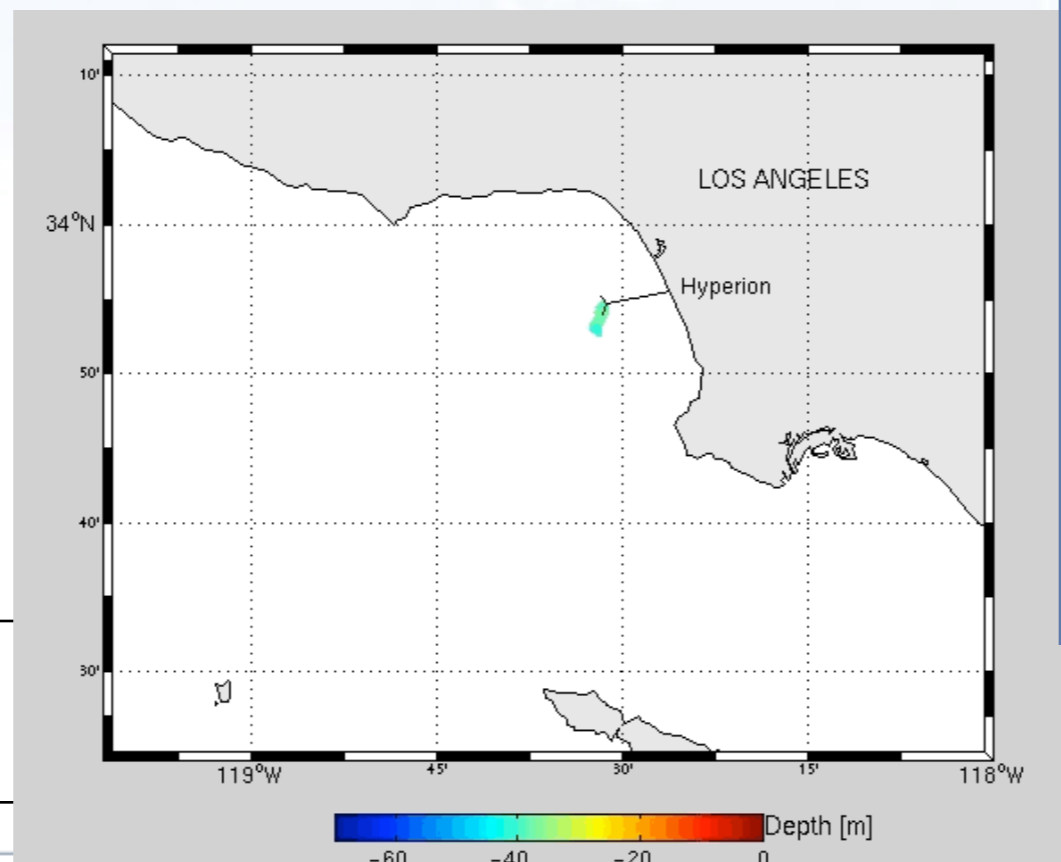 10'
LOS ANGELES
34°N
Hyperion
50'
40'
30'
119°W 45' 30' 15' 118°W
Depth [m]
−60 −40 −20 0